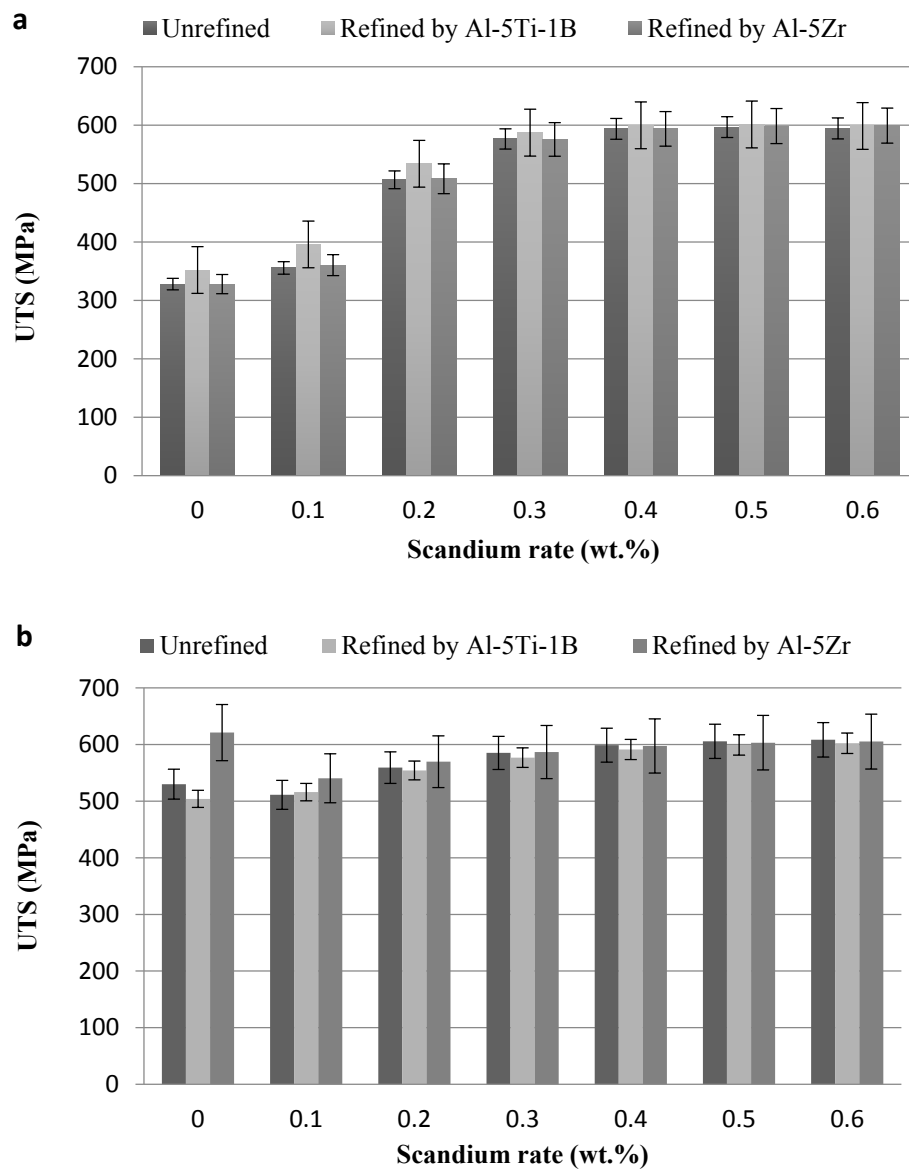 a
Unrefined Refined by Al-5Ti-1B Refined by Al-5Zr
700
600
500
400
300
200
100
0
UTS (MPa)
0 0.1 0.2 0.3 0.4 0.5 0.6
Scandium rate (wt.%)
b
Unrefined Refined by Al-5Ti-1B Refined by Al-5Zr
700
600
500
400
300
200
100
0
UTS (MPa)
0 0.1 0.2 0.3 0.4 0.5 0.6
Scandium rate (wt.%)